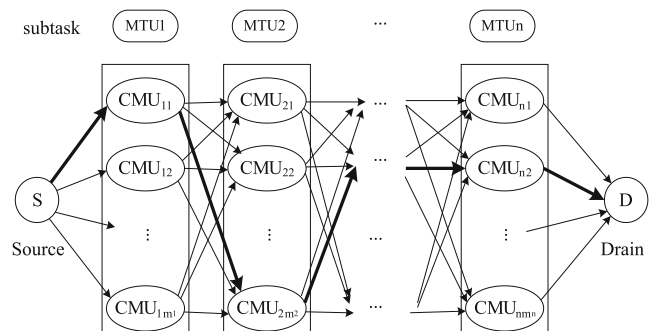 subtask MTU1 MTU2 ... MTUn
CMU11 CMU21 ... CMUn1
CMU12 CMU22 ... CMUn2
S D
Source ⋮ ⋮ ... ⋮ Drain
CMU1m1 CMU2m2 ... CMUnmn